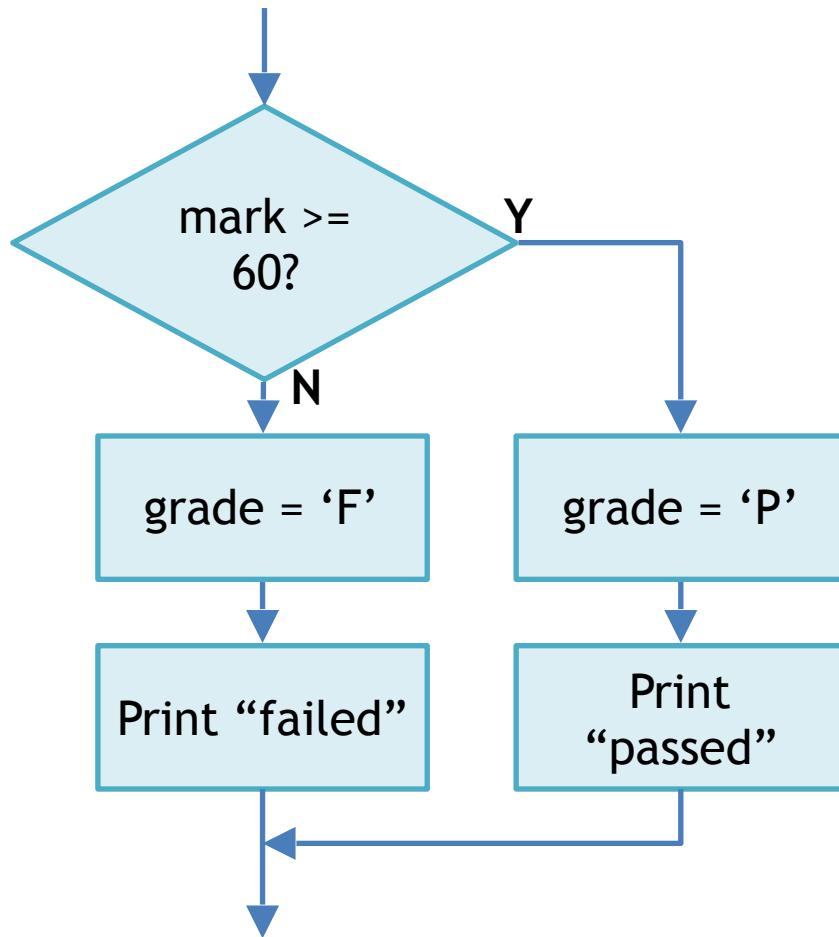 mark >=
60?
Y
N
grade = ‘F’
grade = ‘P’
Print “failed”
Print
“passed”